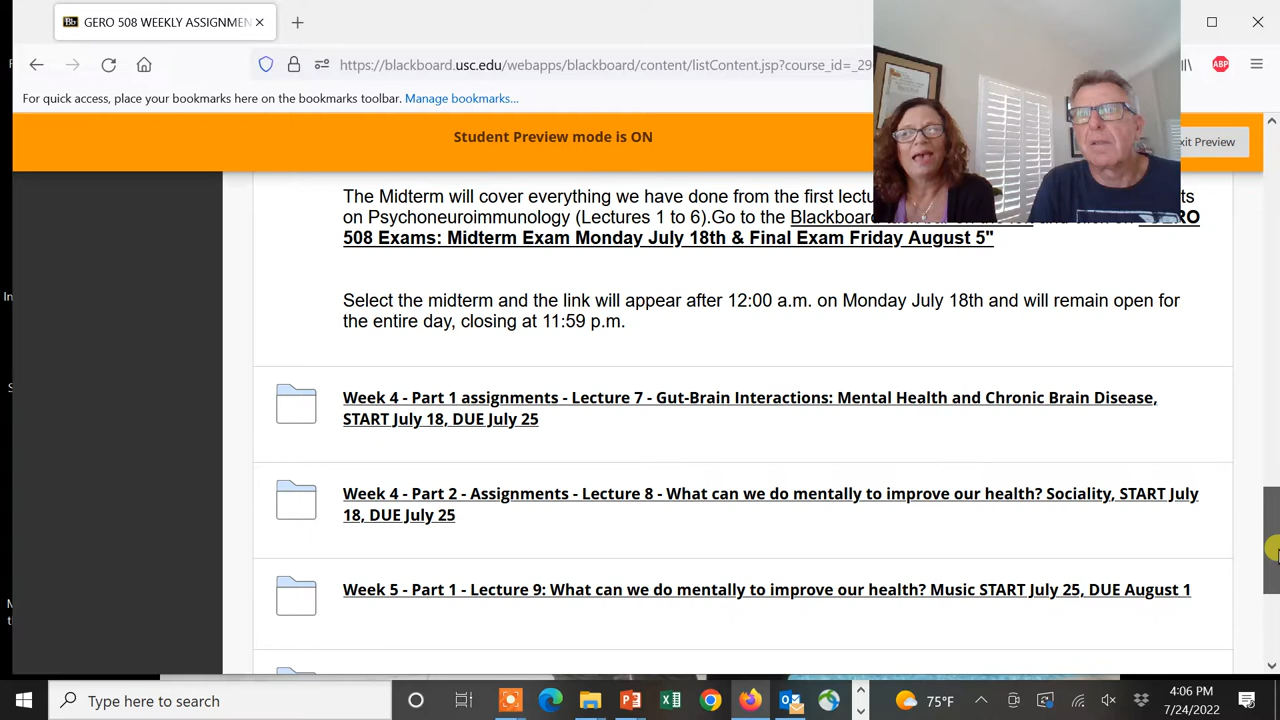 GERO 508 WEEKLY ASSIGNMEN
https://blackboard.usc.edu/webapps/blackboard/content/listContent.jsp?course_id=_29
ABP
For quick access, place your bookmarks here on the bookmarks toolbar. Manage bookmarks...
Student Preview mode is ON
xit Preview
The Midterm will cover everything we have done from the first
on Psychoneuroimmunology (Lectures 1 to 6).Go to the
508 Exams: Midterm Exam Monday July 18th & Final Exam Friday August 5"
Select the midterm and the link will appear after 12:00 a.m. on Monday July 18th and will remain open for
the entire day, closing at 11:59 p.m.
Week 4 - Part 1 assignments - Lecture 7 - Gut-Brain Interactions: Mental Health and Chronic Brain Disease,
START July 18, DUE July 25
Week 4 - Part 2 - Assignments - Lecture 8 - What can we do mentally to improve our health? Sociality, START July
18, DUE July 25
Week 5 - Part 1 - Lecture 9: What can we do mentally to improve our health? Music START July 25, DUE August 1
Type here to search
75°F
4:06 PM
7/24/2022